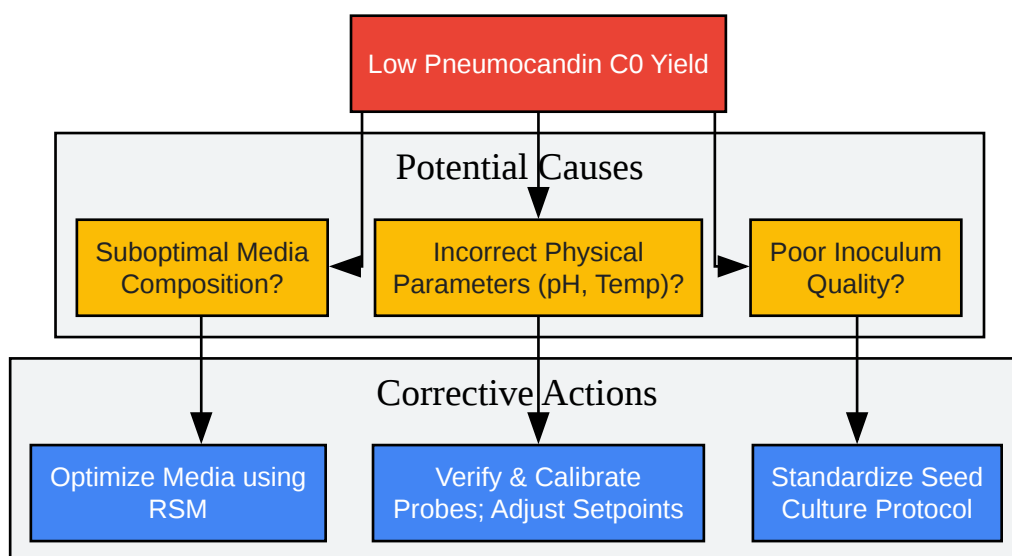 Low Pneumocandin C0 Yield
Potential Causes
Suboptimal Media
Composition?
Incorrect Physical
Parameters (pH, Temp)?
Poor Inoculum
Quality?
Corrective Actions
Optimize Media using
RSM
Verify & Calibrate
Probes; Adjust Setpoints
Standardize Seed
Culture Protocol